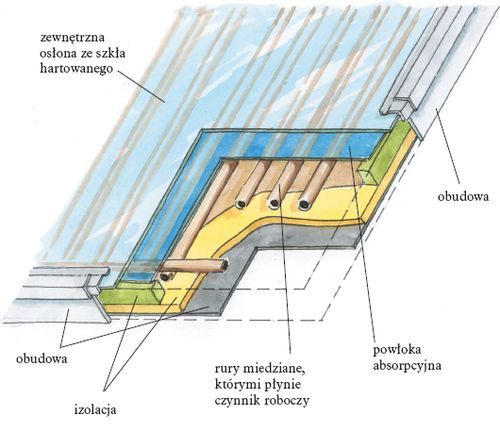 zewnętrzna
osłona ze szkła
hartowanego
obudowa
obudowa
izolacja
rury miedziane,
którymi płynie
czynnik roboczy
powłoka
absorpcyjna